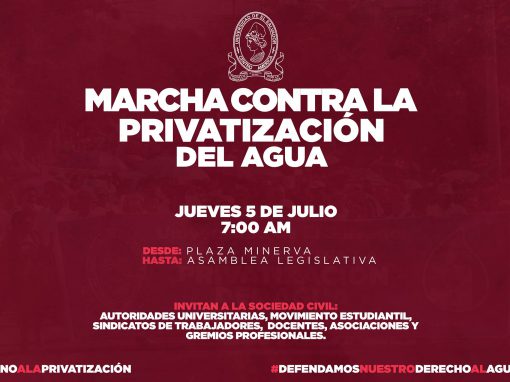 MARCHA CONTRA LA
PRIVATIZACIÓN
DEL AGUA
JUEVES 5 DE JULIO
7:00 AM
DESDE: PLAZA MINERVA
HASTA: ASAMBLEA LEGISLATIVA
INVITAN A LA SOCIEDAD CIVIL:
AUTORIDADES UNIVERSITARIAS, MOVIMIENTO ESTUDIANTIL,
SINDICATOS DE TRABAJADORES, DOCENTES, ASOCIACIONES Y
GREMIOS PROFESIONALES.
NOALAPRIVATIZACIÓN
#DEFENDAMOSNUESTRODERECHOALAGU